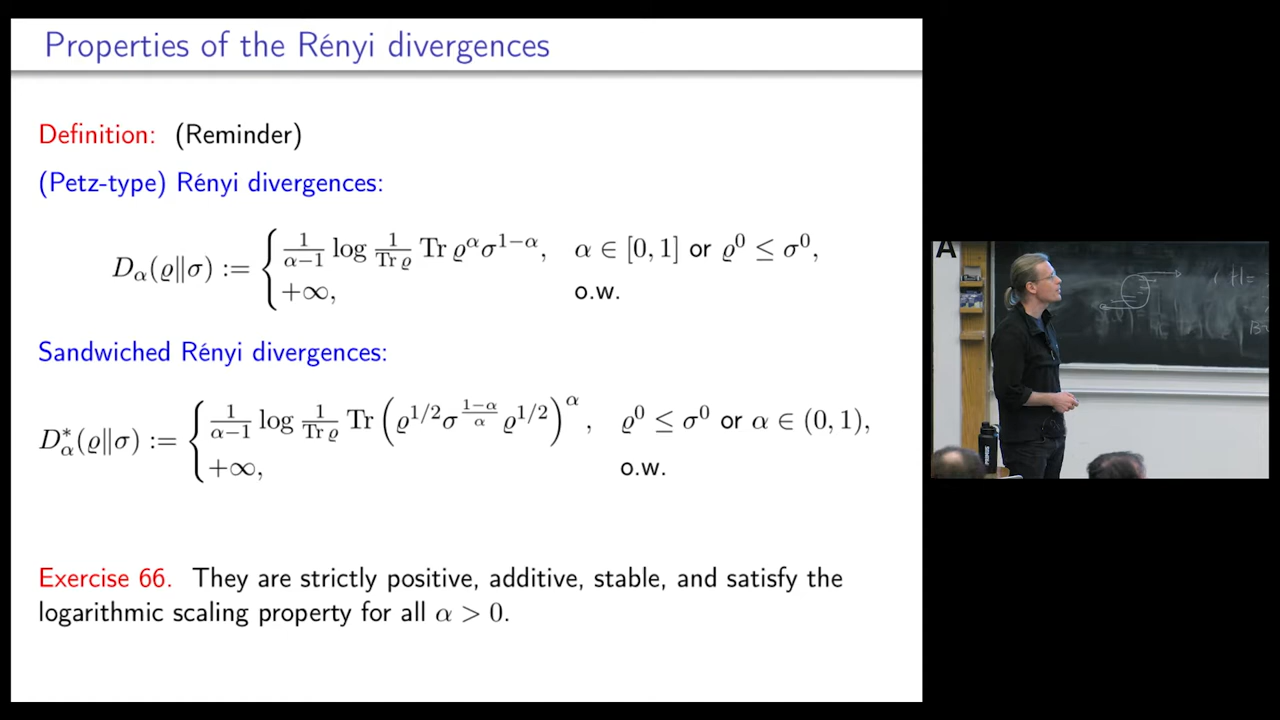 Properties of the Rényi divergences
Definition: (Reminder)
(Petz-type) Rényi divergences:
D_α(ϱ‖σ) := { 1/(α−1) log 1/(Tr ϱ) Tr ϱ^α σ^{1−α}, α ∈ [0, 1] or ϱ^0 ≤ σ^0,
+∞, o.w.
Sandwiched Rényi divergences:
D*_α(ϱ‖σ) := { 1/(α−1) log 1/(Tr ϱ) Tr (ϱ^{1/2} σ^{(1−α)/α} ϱ^{1/2})^α, ϱ^0 ≤ σ^0 or α ∈ (0, 1),
+∞, o.w.
Exercise 66. They are strictly positive, additive, stable, and satisfy the
logarithmic scaling property for all α > 0.
A